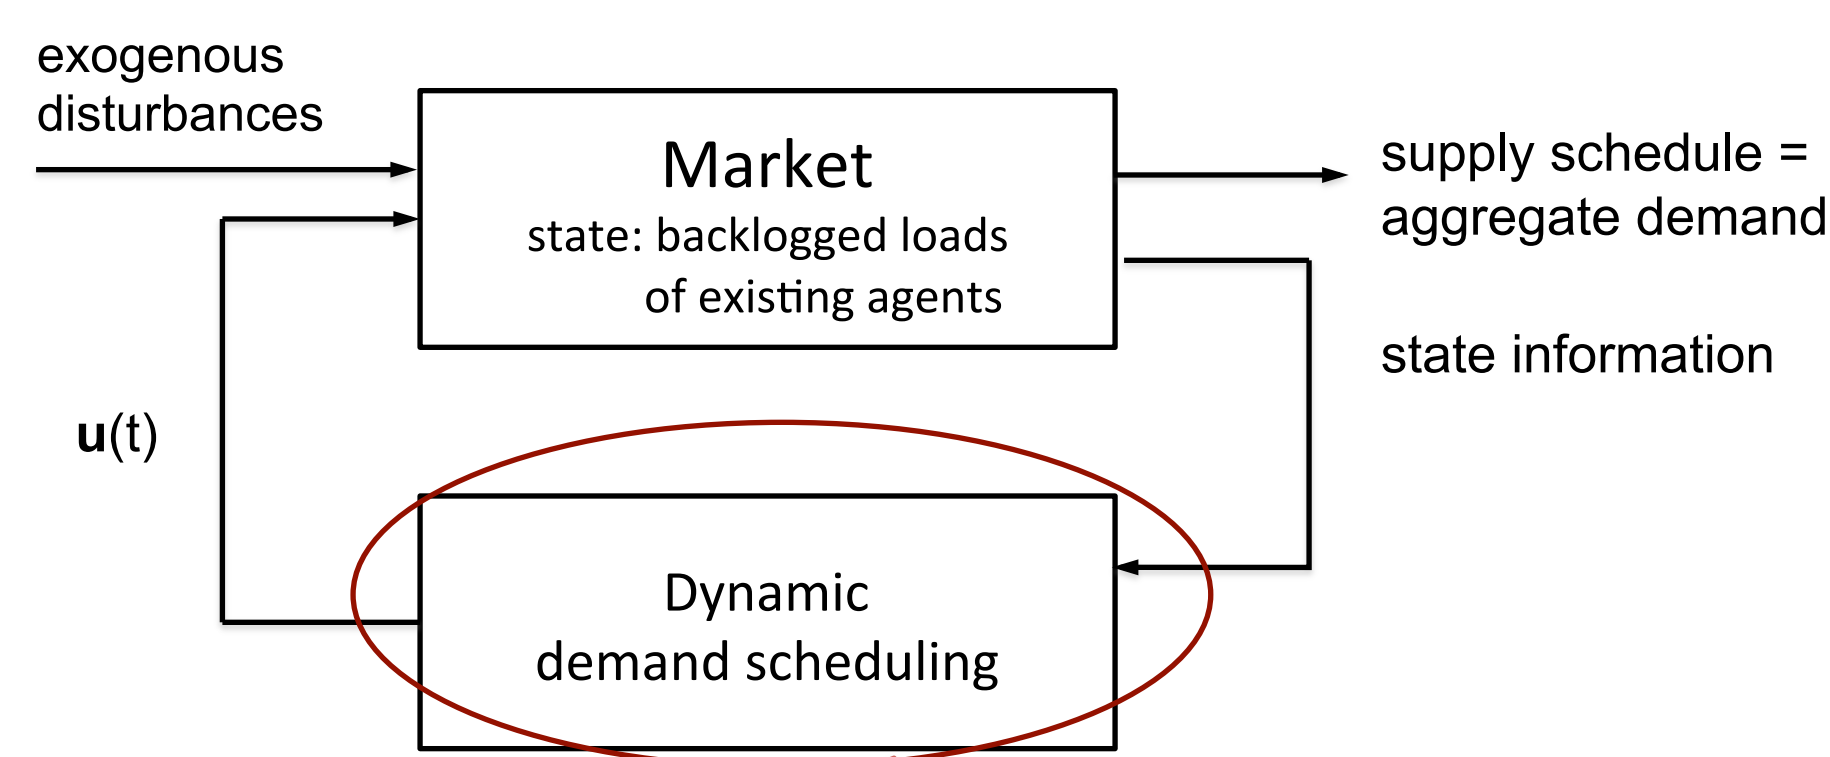 exogenous
disturbances
Market
state: backlogged loads
of existing agents
supply schedule =
aggregate demand
state information
u(t)
Dynamic
demand scheduling